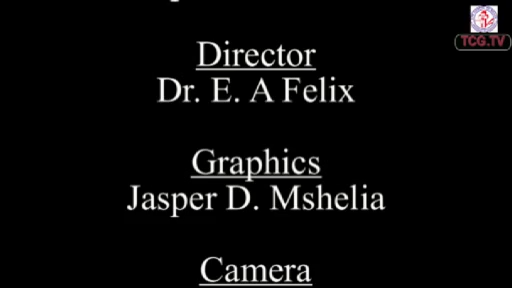 TCG.TV
Director
Dr. E. A Felix
Graphics
Jasper D. Mshelia
Camera